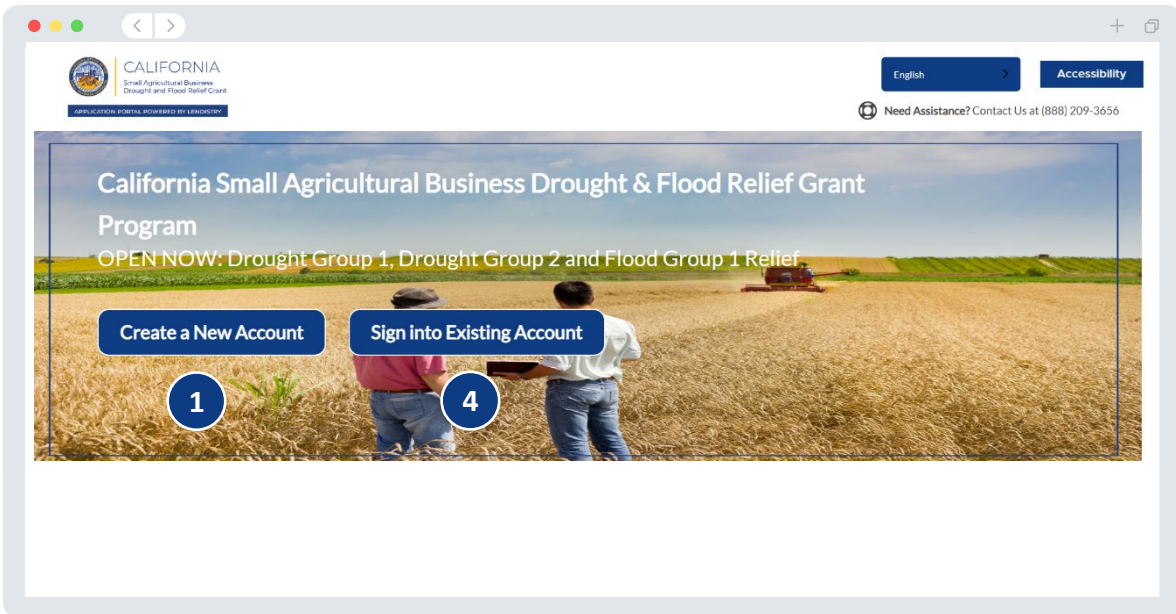 CALIFORNIA
Small Agricultural Business
Drought and Flood Relief Grant
APPLICATION PORTAL POWERED BY LENDISTRY
English
Accessibility
Need Assistance? Contact Us at (888) 209-3656
California Small Agricultural Business Drought & Flood Relief Grant
Program
OPEN NOW: Drought Group 1, Drought Group 2 and Flood Group 1 Relief
Create a New Account
Sign into Existing Account
1
4